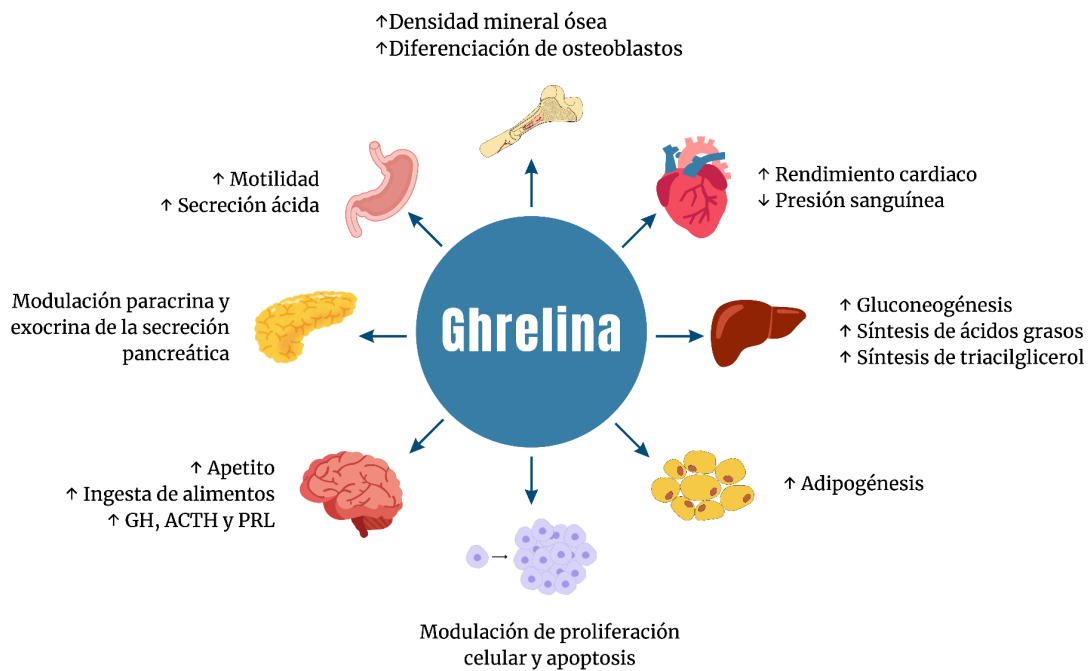 ↑Densidad mineral ósea
↑Diferenciación de osteoblastos
↑ Motilidad
↑ Secreción ácida
↑ Rendimiento cardiaco
↓ Presión sanguínea
Modulación paracrina y
exocrina de la secreción
pancreática
Ghrelina
↑ Gluconeogénesis
↑ Síntesis de ácidos grasos
↑ Síntesis de triacilglicerol
↑ Apetito
↑ Ingesta de alimentos
↑ GH, ACTH y PRL
↑ Adipogénesis
Modulación de proliferación
celular y apoptosis